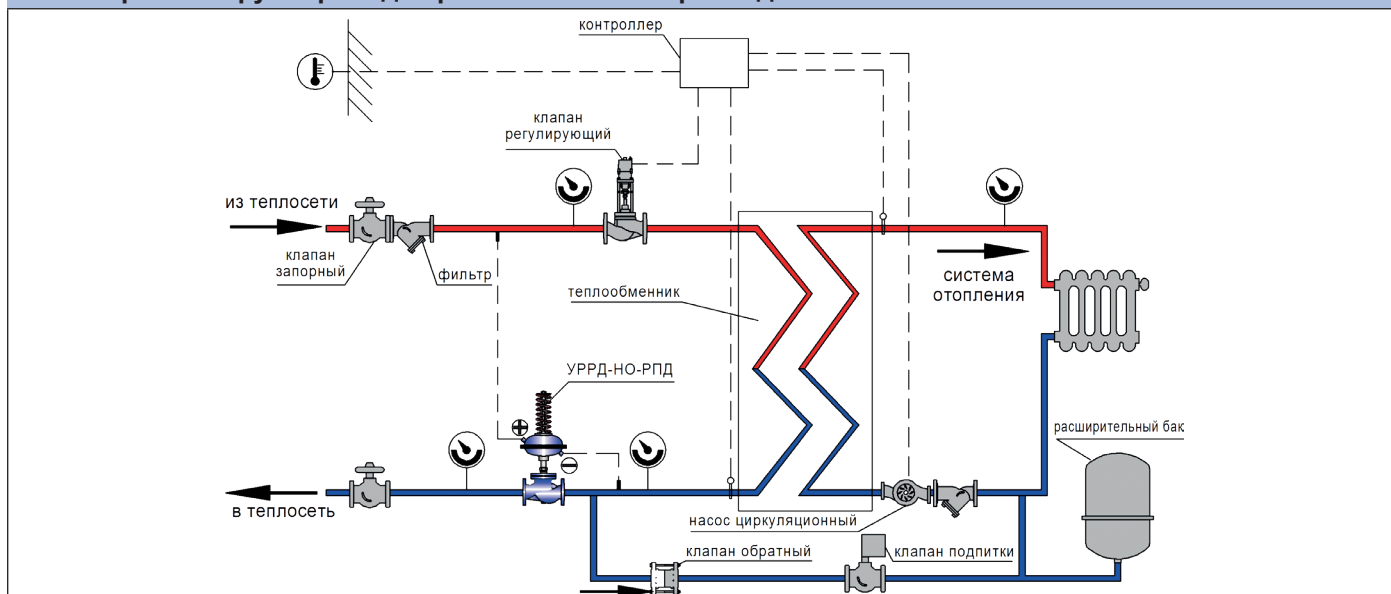 контроллер
клапан
регулирующий
из теплосети
клапан
запорный
фильтр
теплообменник
система
отопления
УРРД-НО-РПД
расширительный бак
в теплосеть
насос циркуляционный
клапан обратный
клапан подпитки